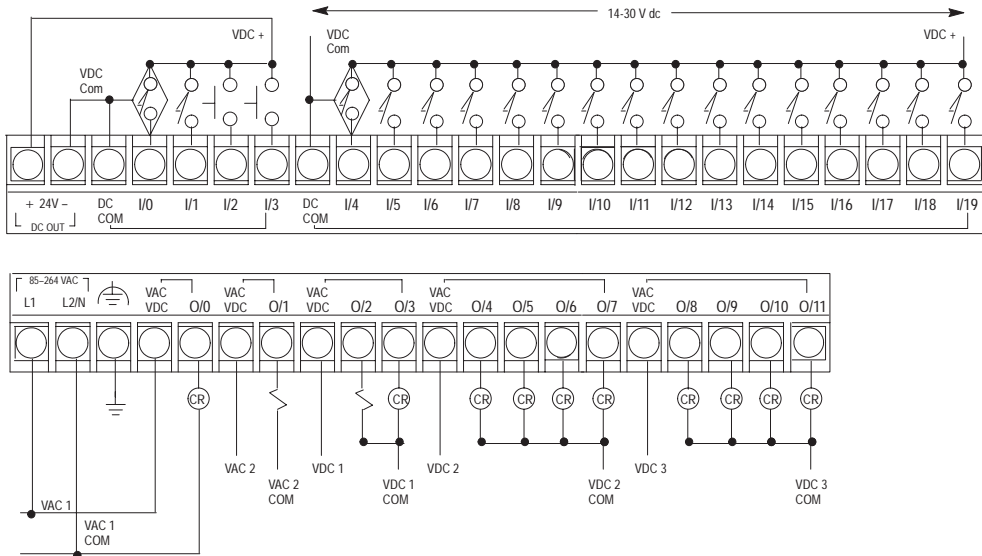 14-30 V dc
VDC +
VDC
Com
VDC +
VDC
Com
+ 24V –
DC OUT
DC
COM
I/0
I/1
I/2
I/3
DC
COM
I/4
I/5
I/6
I/7
I/8
I/9
I/10
I/11
I/12
I/13
I/14
I/15
I/16
I/17
I/18
I/19
85–264 VAC
L1
L2/N
VAC
VDC
O/0
VAC
VDC
O/1
VAC
VDC
O/2
O/3
VAC
VDC
O/4
O/5
O/6
O/7
VAC
VDC
O/8
O/9
O/10
O/11
CR
CR
CR
CR
CR
CR
CR
CR
CR
CR
VAC 2
VAC 2
COM
VDC 1
VDC 1
COM
VDC 2
VDC 2
COM
VDC 3
VDC 3
COM
VAC 1
VAC 1
COM